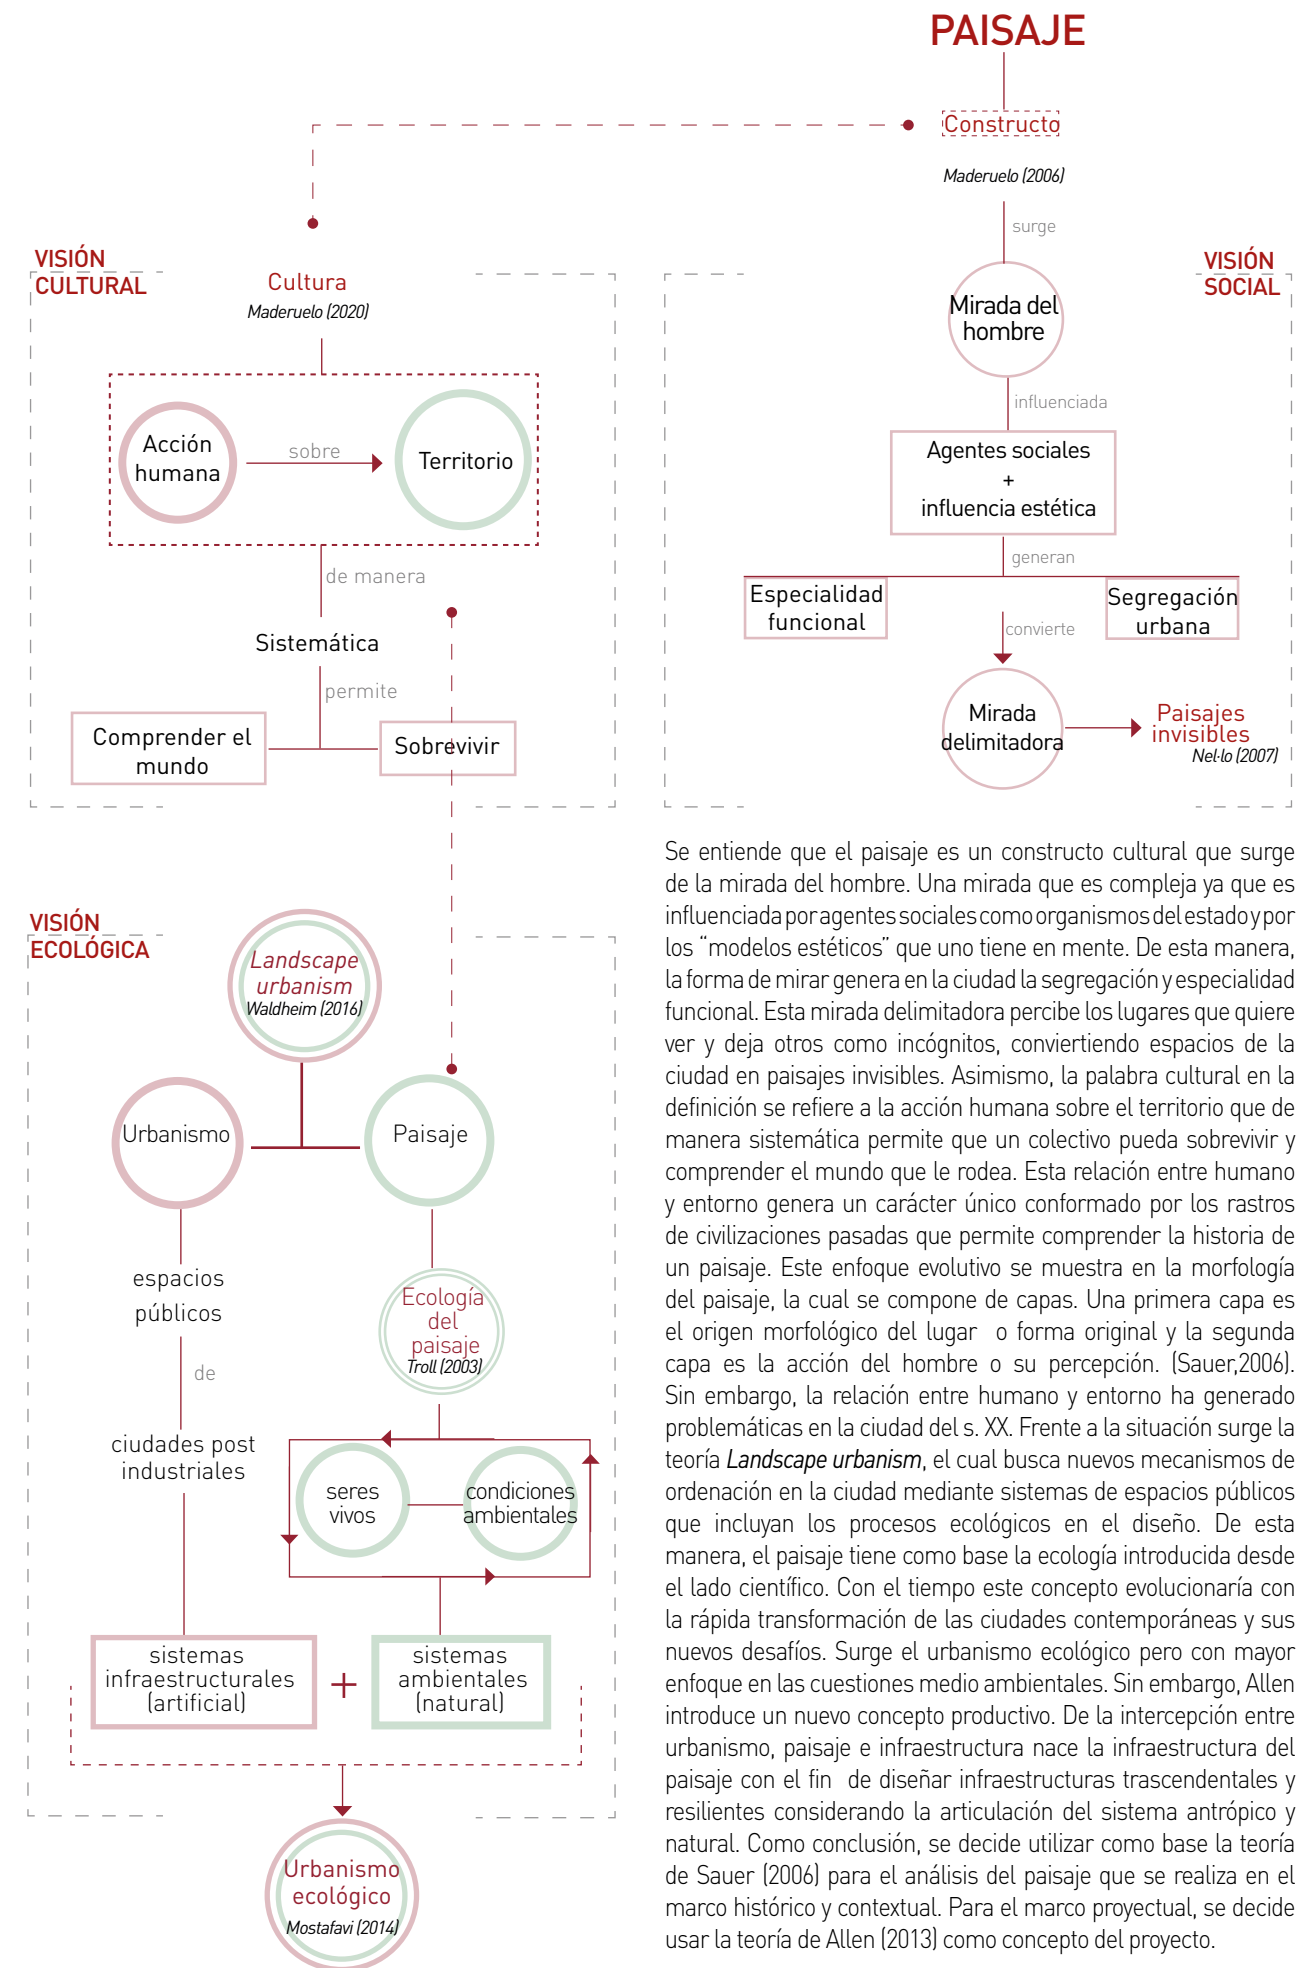 PAISAJE
Constructo
Maderuelo (2006)
surge
VISIÓN
CULTURAL
Cultura
Maderuelo (2020)
Acción
humana
sobre
Territorio
de manera
Sistemática
permite
Comprender el
mundo
Sobrevivir
VISIÓN
SOCIAL
Mirada del
hombre
influenciada
Agentes sociales
+
influencia estética
generan
Especialidad
funcional
Segregación
urbana
convierte
Mirada
delimitadora
Paisajes
invisibles
Nel·lo (2007)
VISIÓN
ECOLÓGICA
Landscape
urbanism
Waldheim (2016)
Urbanismo
Paisaje
espacios
públicos
de
ciudades post
industriales
Ecología
del
paisaje
Troll (2003)
seres
vivos
condiciones
ambientales
sistemas
infraestructurales
(artificial)
+
sistemas
ambientales
(natural)
Urbanismo
ecológico
Mostafavi (2014)
Se entiende que el paisaje es un constructo cultural que surge
de la mirada del hombre. Una mirada que es compleja ya que es
influenciada por agentes sociales como organismos del estado y por
los “modelos estéticos” que uno tiene en mente. De esta manera,
la forma de mirar genera en la ciudad la segregación y especialidad
funcional. Esta mirada delimitadora percibe los lugares que quiere
ver y deja otros como incógnitos, conviertiendo espacios de la
ciudad en paisajes invisibles. Asimismo, la palabra cultural en la
definición se refiere a la acción humana sobre el territorio que de
manera sistemática permite que un colectivo pueda sobrevivir y
comprender el mundo que le rodea. Esta relación entre humano
y entorno genera un carácter único conformado por los rastros
de civilizaciones pasadas que permite comprender la historia de
un paisaje. Este enfoque evolutivo se muestra en la morfología
del paisaje, la cual se compone de capas. Una primera capa es
el origen morfológico del lugar o forma original y la segunda
capa es la acción del hombre o su percepción. (Sauer,2006).
Sin embargo, la relación entre humano y entorno ha generado
problemáticas en la ciudad del s. XX. Frente a la situación surge la
teoría Landscape urbanism, el cual busca nuevos mecanismos de
ordenación en la ciudad mediante sistemas de espacios públicos
que incluyan los procesos ecológicos en el diseño. De esta
manera, el paisaje tiene como base la ecología introducida desde
el lado científico. Con el tiempo este concepto evolucionaría con
la rápida transformación de las ciudades contemporáneas y sus
nuevos desafíos. Surge el urbanismo ecológico pero con mayor
enfoque en las cuestiones medio ambientales. Sin embargo, Allen
introduce un nuevo concepto productivo. De la intercepción entre
urbanismo, paisaje e infraestructura nace la infraestructura del
paisaje con el fin de diseñar infraestructuras trascendentales y
resilientes considerando la articulación del sistema antrópico y
natural. Como conclusión, se decide utilizar como base la teoría
de Sauer (2006) para el análisis del paisaje que se realiza en el
marco histórico y contextual. Para el marco proyectual, se decide
usar la teoría de Allen (2013) como concepto del proyecto.